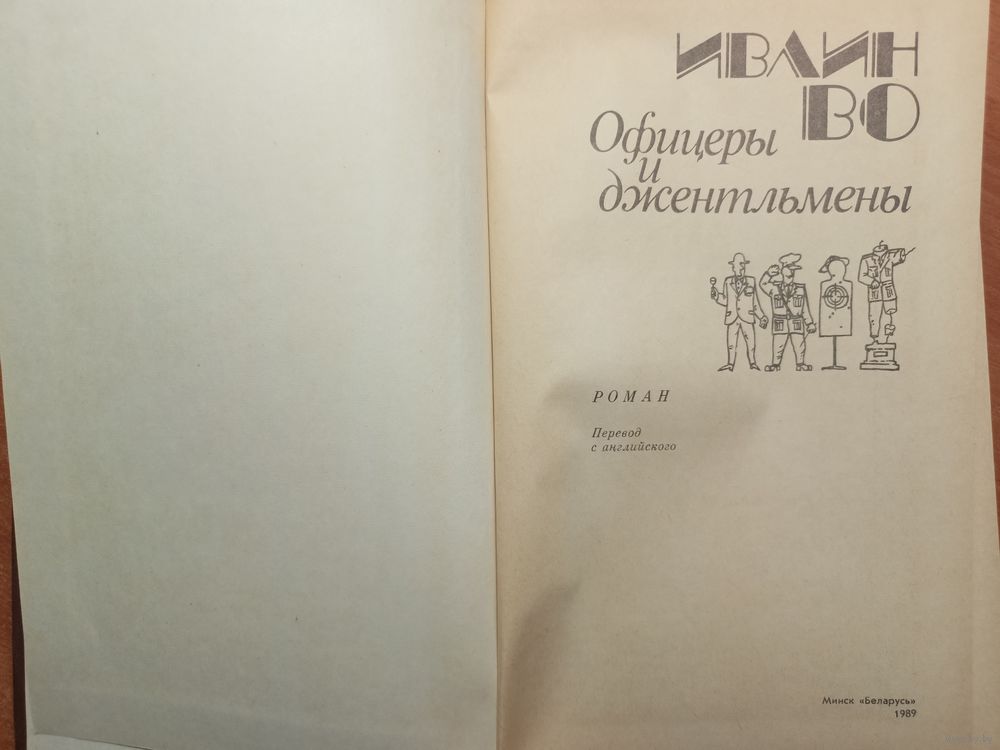 ИВЛИН
ВО
Офицеры
и
джентльмены
РОМАН
Перевод
с английского
Минск «Беларусь»
1989